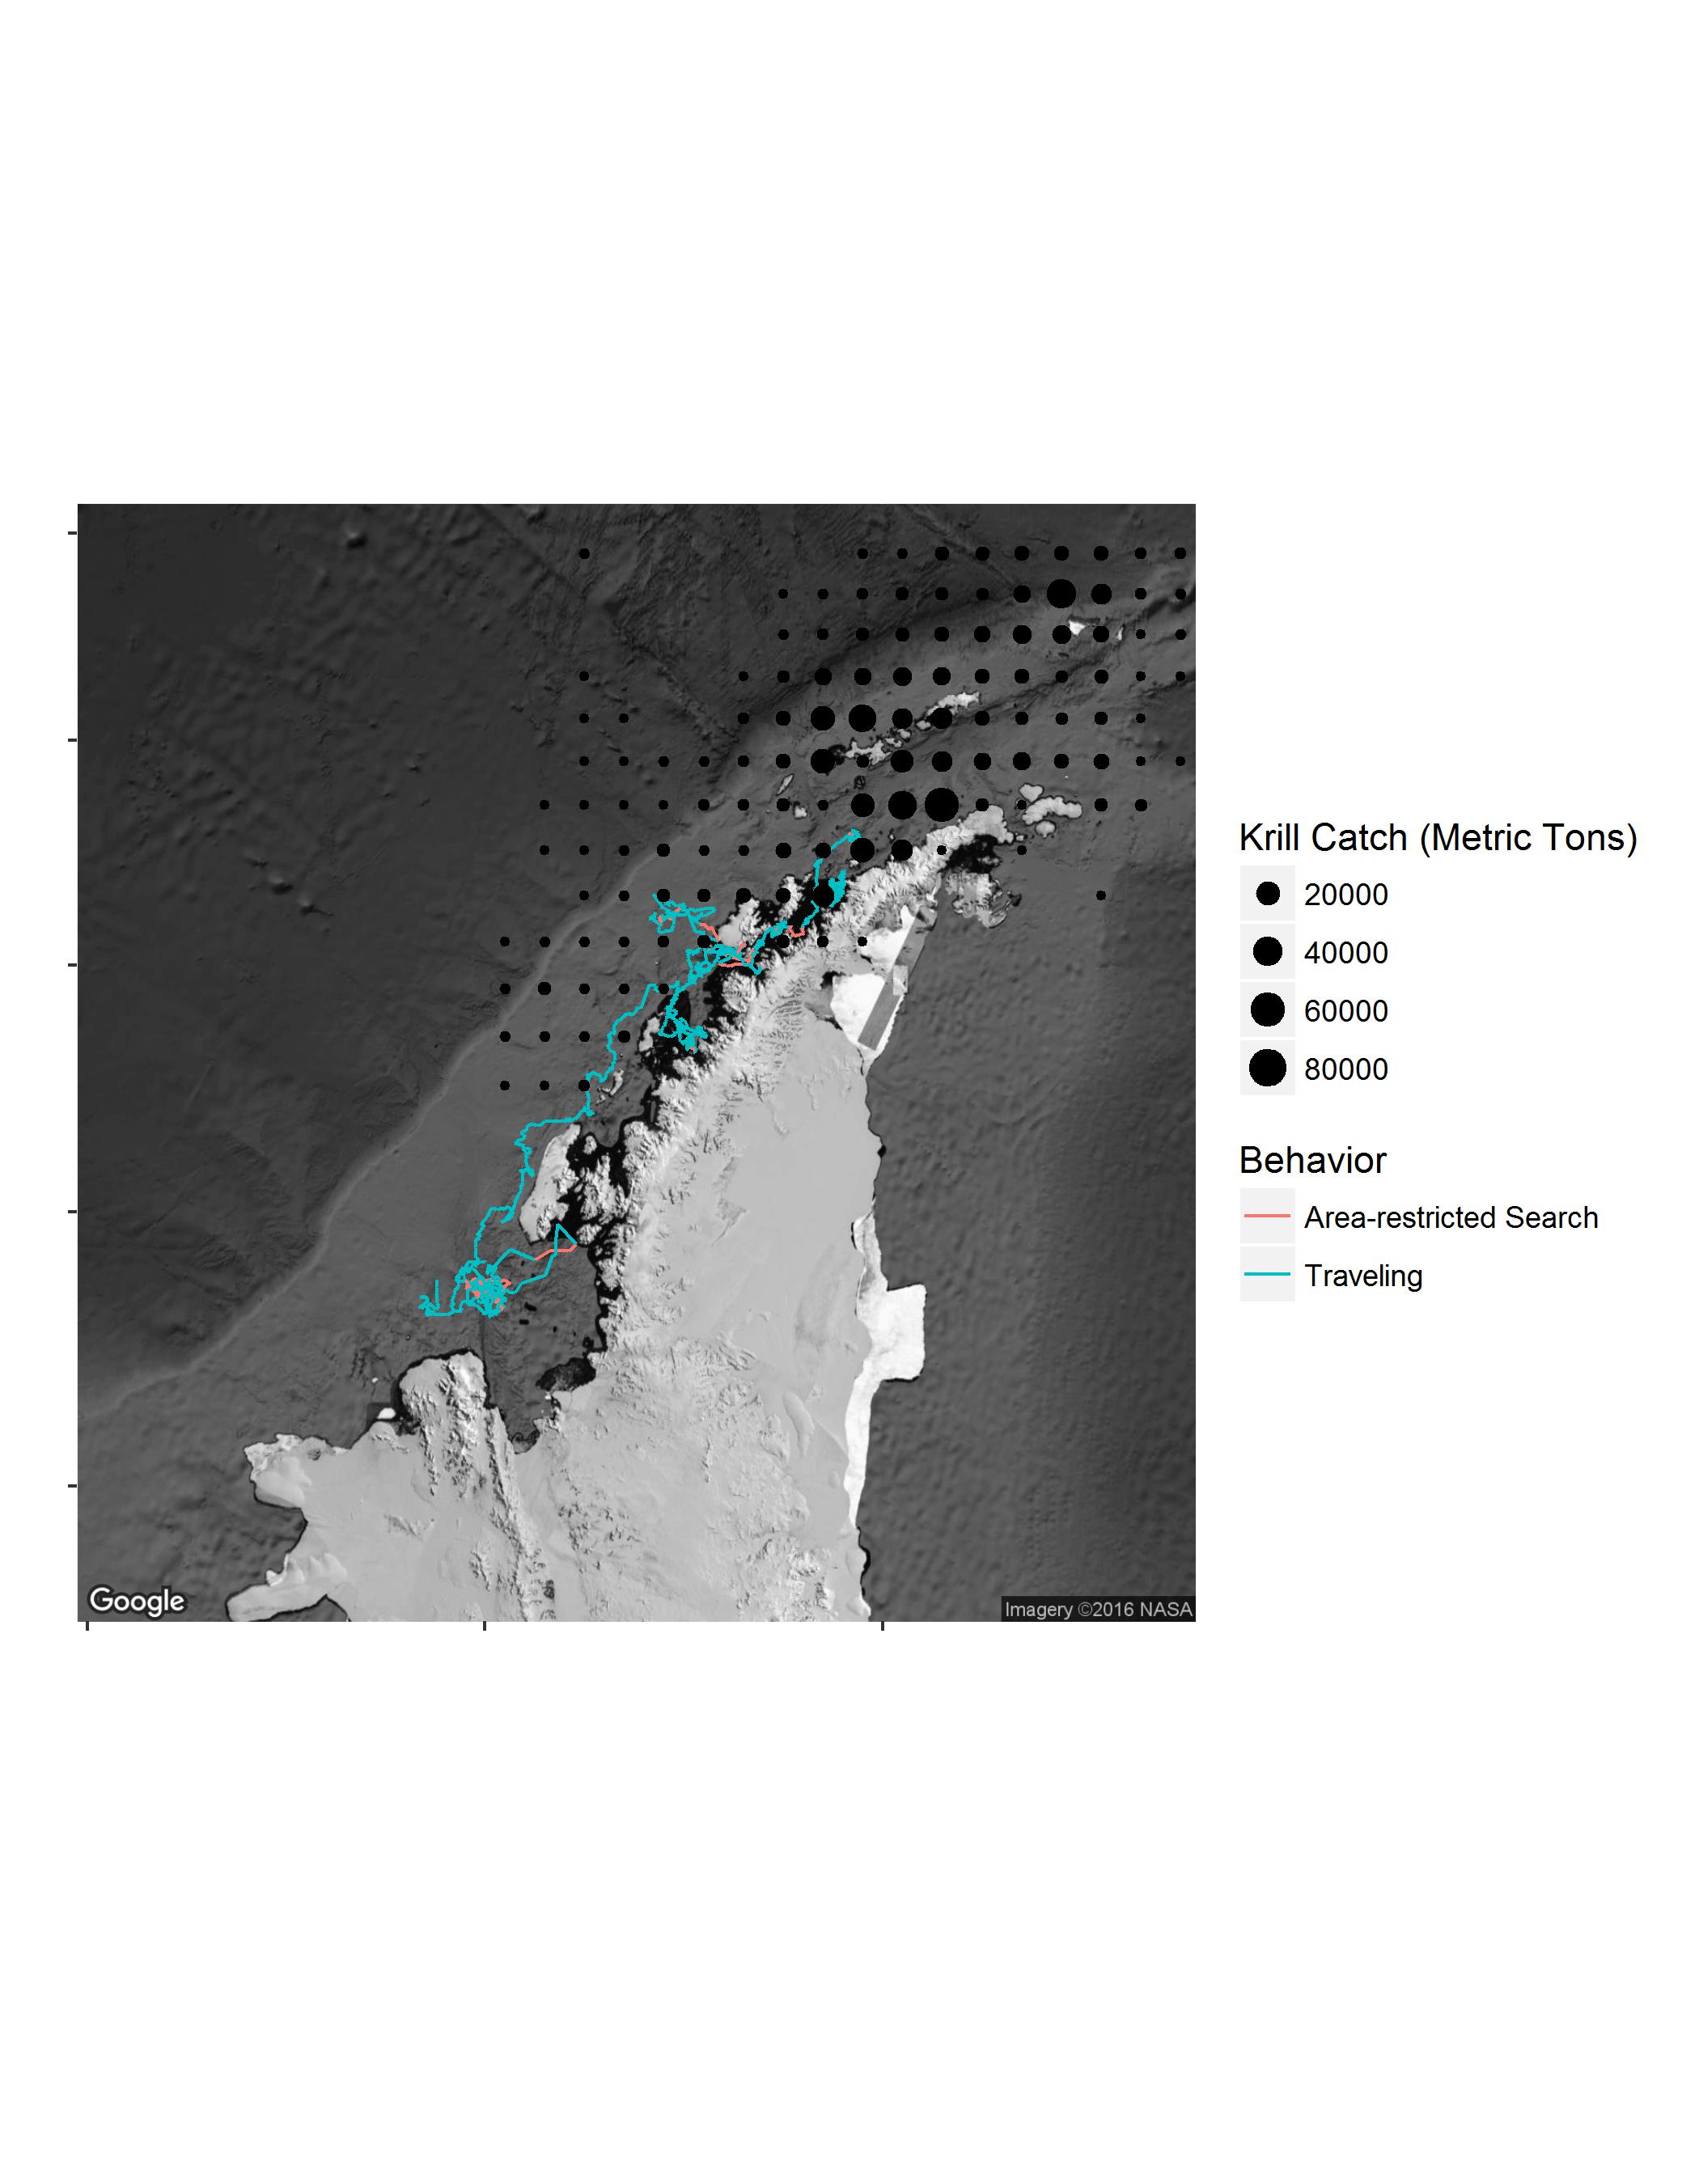 Krill Catch (Metric Tons)
20000
40000
60000
80000
Behavior
Area-restricted Search
Traveling
Google
Imagery ©2016 NASA